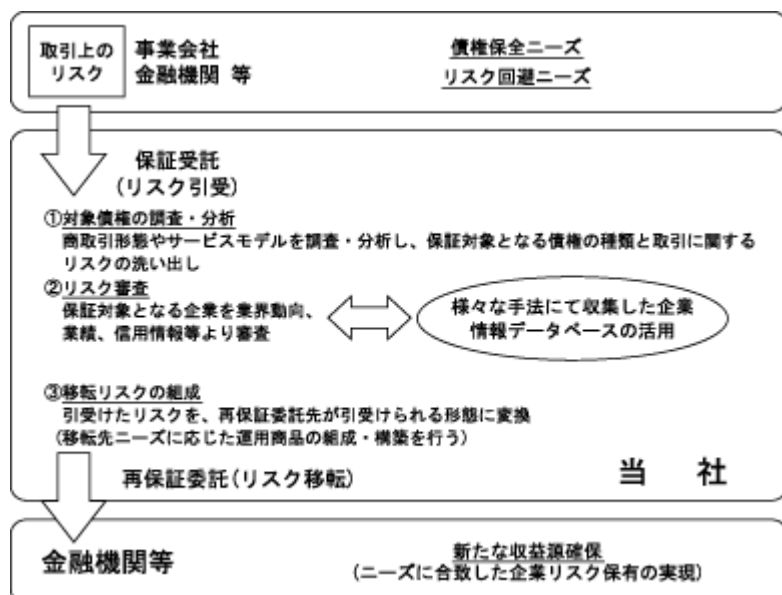 取引上の
リスク
事業会社
金融機関 等
債権保全ニーズ
リスク回避ニーズ
保証受託
(リスク引受)
①対象債権の調査・分析
商取引形態やサービスモデルを調査・分析し、保証対象となる債権の種類と取引に関する
リスクの洗い出し
②リスク審査
保証対象となる企業を業界動向、
業績、信用情報等より審査
様々な手法にて収集した企業
情報データベースの活用
③移転リスクの組成
引受けたリスクを、再保証委託先が引受けられる形態に変換
(移転先ニーズに応じた運用商品の組成・構築を行う)
再保証委託(リスク移転)
当 社
金融機関等
新たな収益源確保
(ニーズに合致した企業リスク保有の実現)